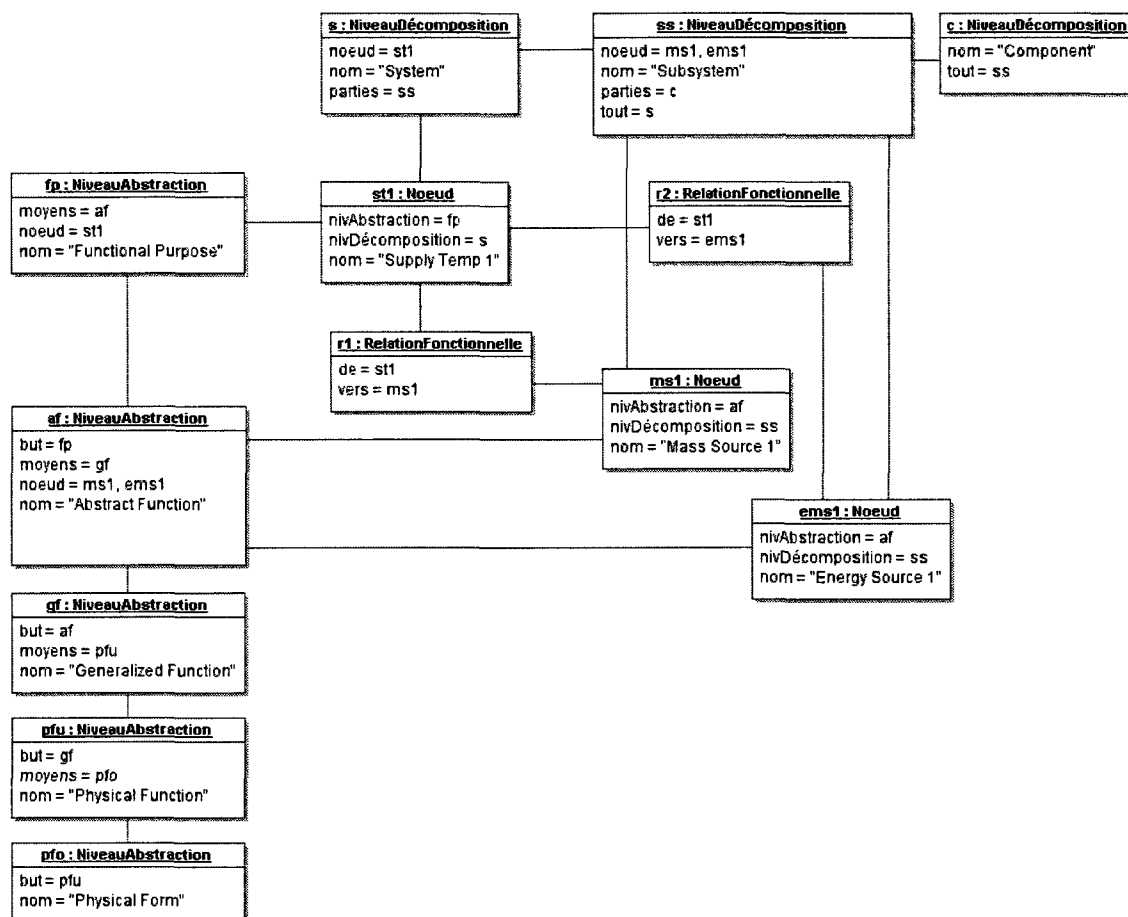 s : NiveauDécomposition
noeud = st1
nom = "System"
parties = ss
ss : NiveauDécomposition
noeud = ms1, ems1
nom = "Subsystem"
parties = c
tout = s
c : NiveauDécomposition
nom = "Component"
tout = ss
fp : NiveauAbstraction
moyens = af
noeud = st1
nom = "Functional Purpose"
st1 : Noeud
nivAbstraction = fp
nivDécomposition = s
nom = "Supply Temp 1"
r2 : RelationFonctionnelle
de = st1
vers = ems1
r1 : RelationFonctionnelle
de = st1
vers = ms1
ms1 : Noeud
nivAbstraction = af
nivDécomposition = ss
nom = "Mass Source 1"
af : NiveauAbstraction
but = fp
moyens = gf
noeud = ms1, ems1
nom = "Abstract Function"
ems1 : Noeud
nivAbstraction = af
nivDécomposition = ss
nom = "Energy Source 1"
gf : NiveauAbstraction
but = af
moyens = pfu
nom = "Generalized Function"
pfu : NiveauAbstraction
but = gf
moyens = pfo
nom = "Physical Function"
pfo : NiveauAbstraction
but = pfu
nom = "Physical Form"